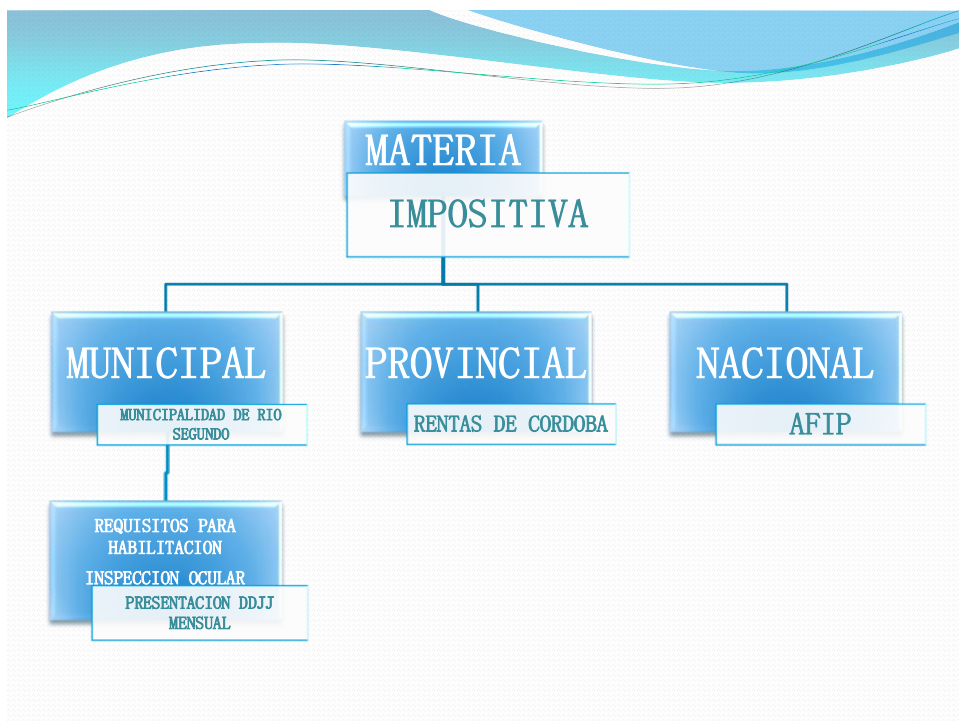 MATERIA
IMPOSITIVA
MUNICIPAL
MUNICIPALIDAD DE RIO
SEGUNDO
PROVINCIAL
RENTAS DE CORDOBA
NACIONAL
AFIP
REQUISITOS PARA
HABILITACION
INSPECCION OCULAR
PRESENTACION DDJJ
MENSUAL